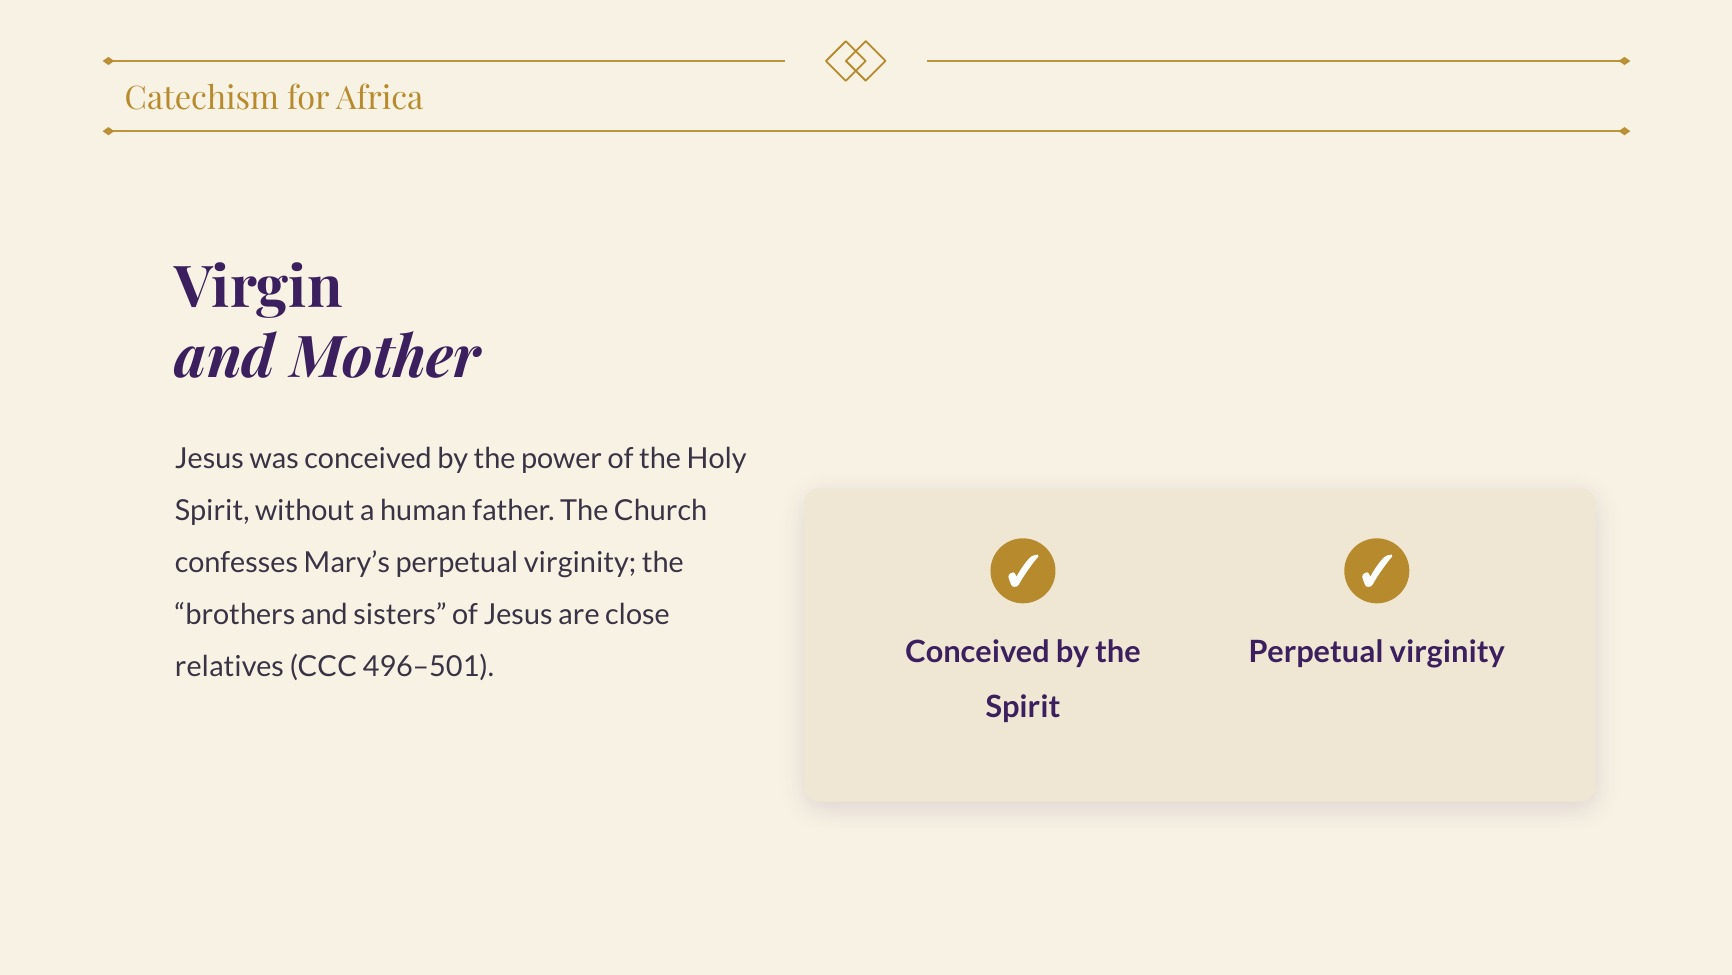 Catechism for Africa
Virgin
and Mother
Jesus was conceived by the power of the Holy
Spirit, without a human father. The Church
confesses Mary’s perpetual virginity; the
“brothers and sisters” of Jesus are close
relatives (CCC 496–501).
✓
Conceived by the
Spirit
✓
Perpetual virginity